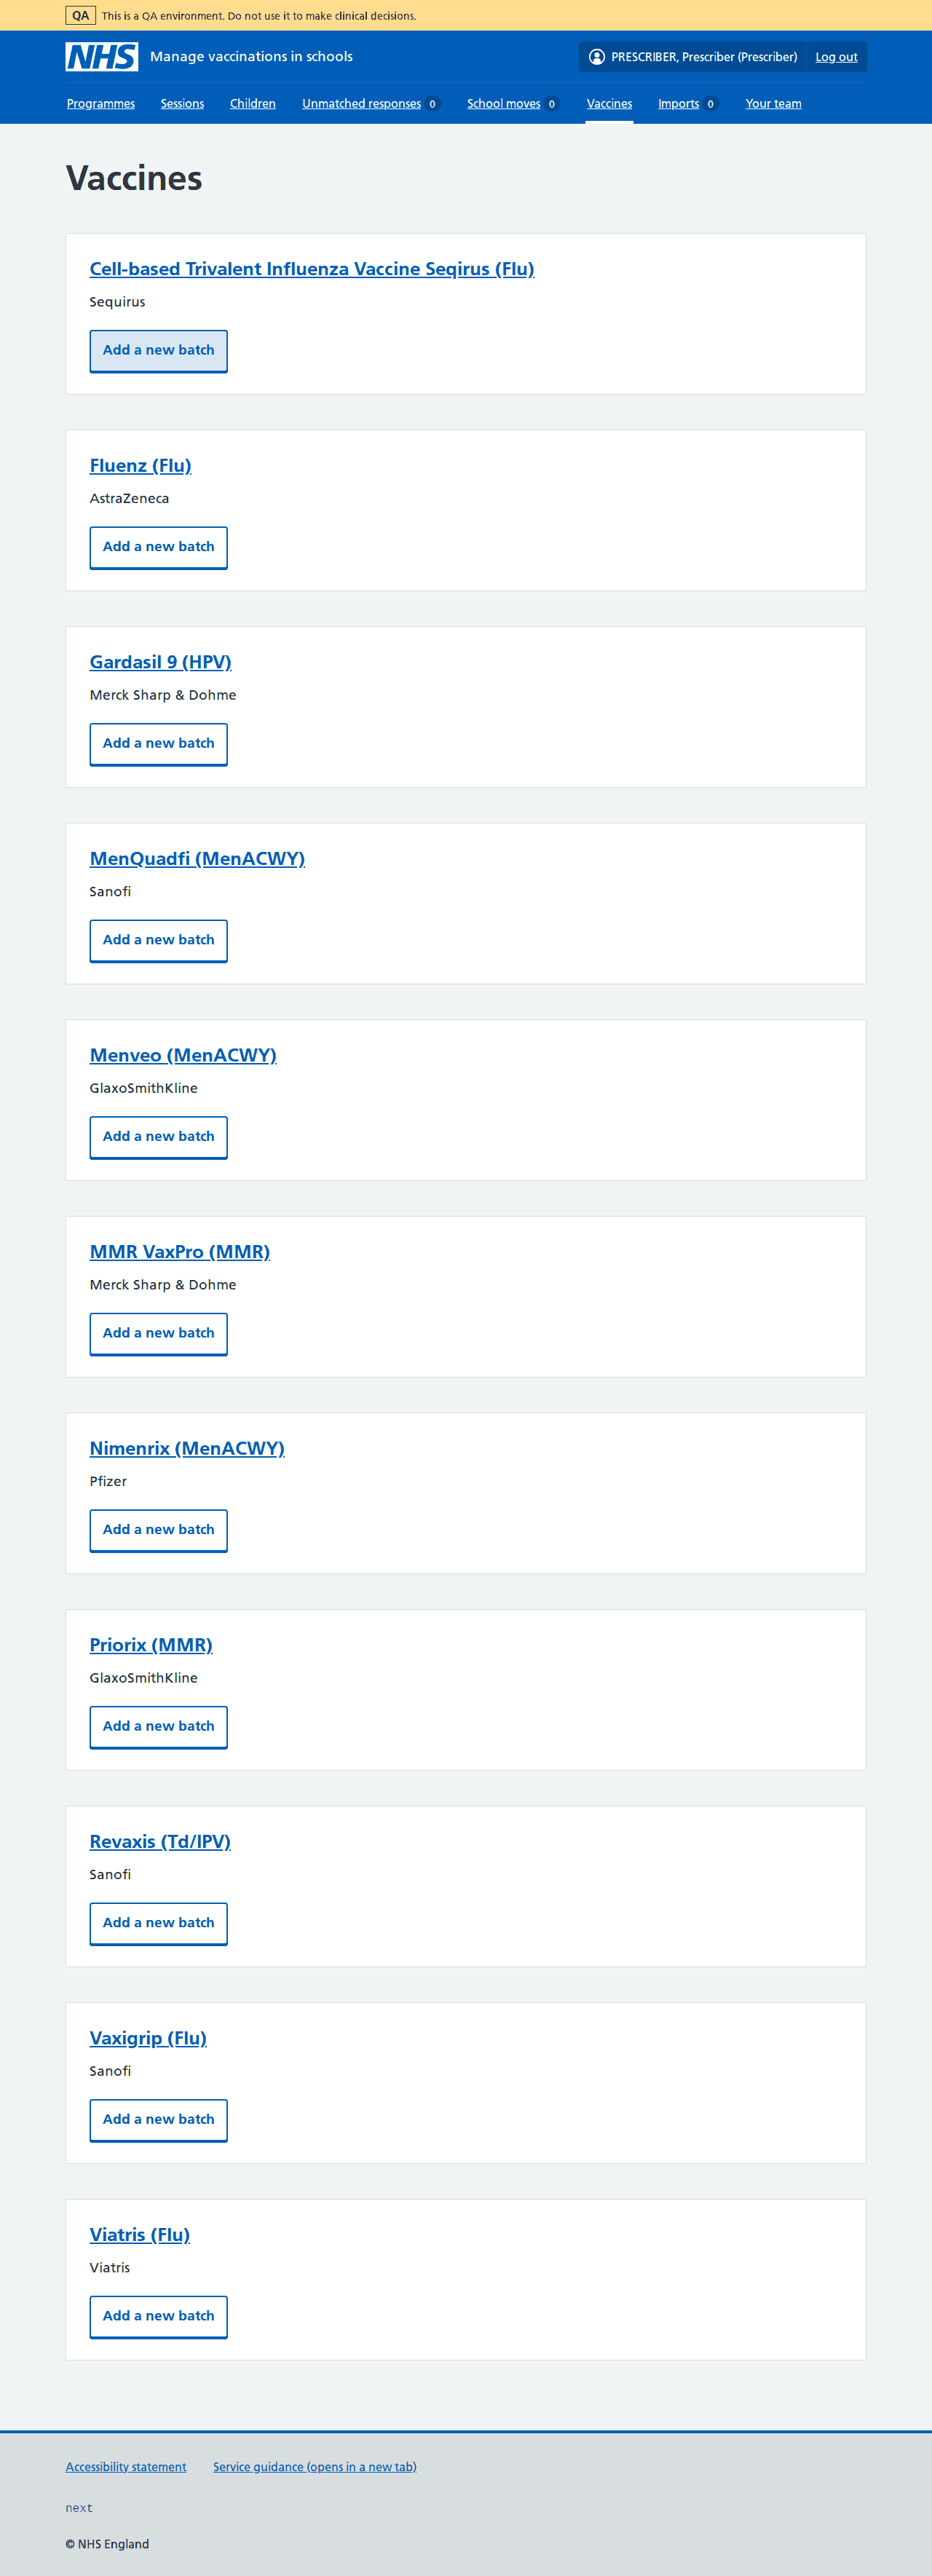 QA This is a QA environment. Do not use it to make clinical decisions.
NHS Manage vaccinations in schools PRESCRIBER, Prescriber (Prescriber) Log out
Programmes Sessions Children Unmatched responses 0 School moves 0 Vaccines Imports 0 Your team
Vaccines
Cell-based Trivalent Influenza Vaccine Seqirus (Flu)
Sequirus
Add a new batch
Fluenz (Flu)
AstraZeneca
Add a new batch
Gardasil 9 (HPV)
Merck Sharp & Dohme
Add a new batch
MenQuadfi (MenACWY)
Sanofi
Add a new batch
Menveo (MenACWY)
GlaxoSmithKline
Add a new batch
MMR VaxPro (MMR)
Merck Sharp & Dohme
Add a new batch
Nimenrix (MenACWY)
Pfizer
Add a new batch
Priorix (MMR)
GlaxoSmithKline
Add a new batch
Revaxis (Td/IPV)
Sanofi
Add a new batch
Vaxigrip (Flu)
Sanofi
Add a new batch
Viatris (Flu)
Viatris
Add a new batch
Accessibility statement Service guidance (opens in a new tab)
next
© NHS England